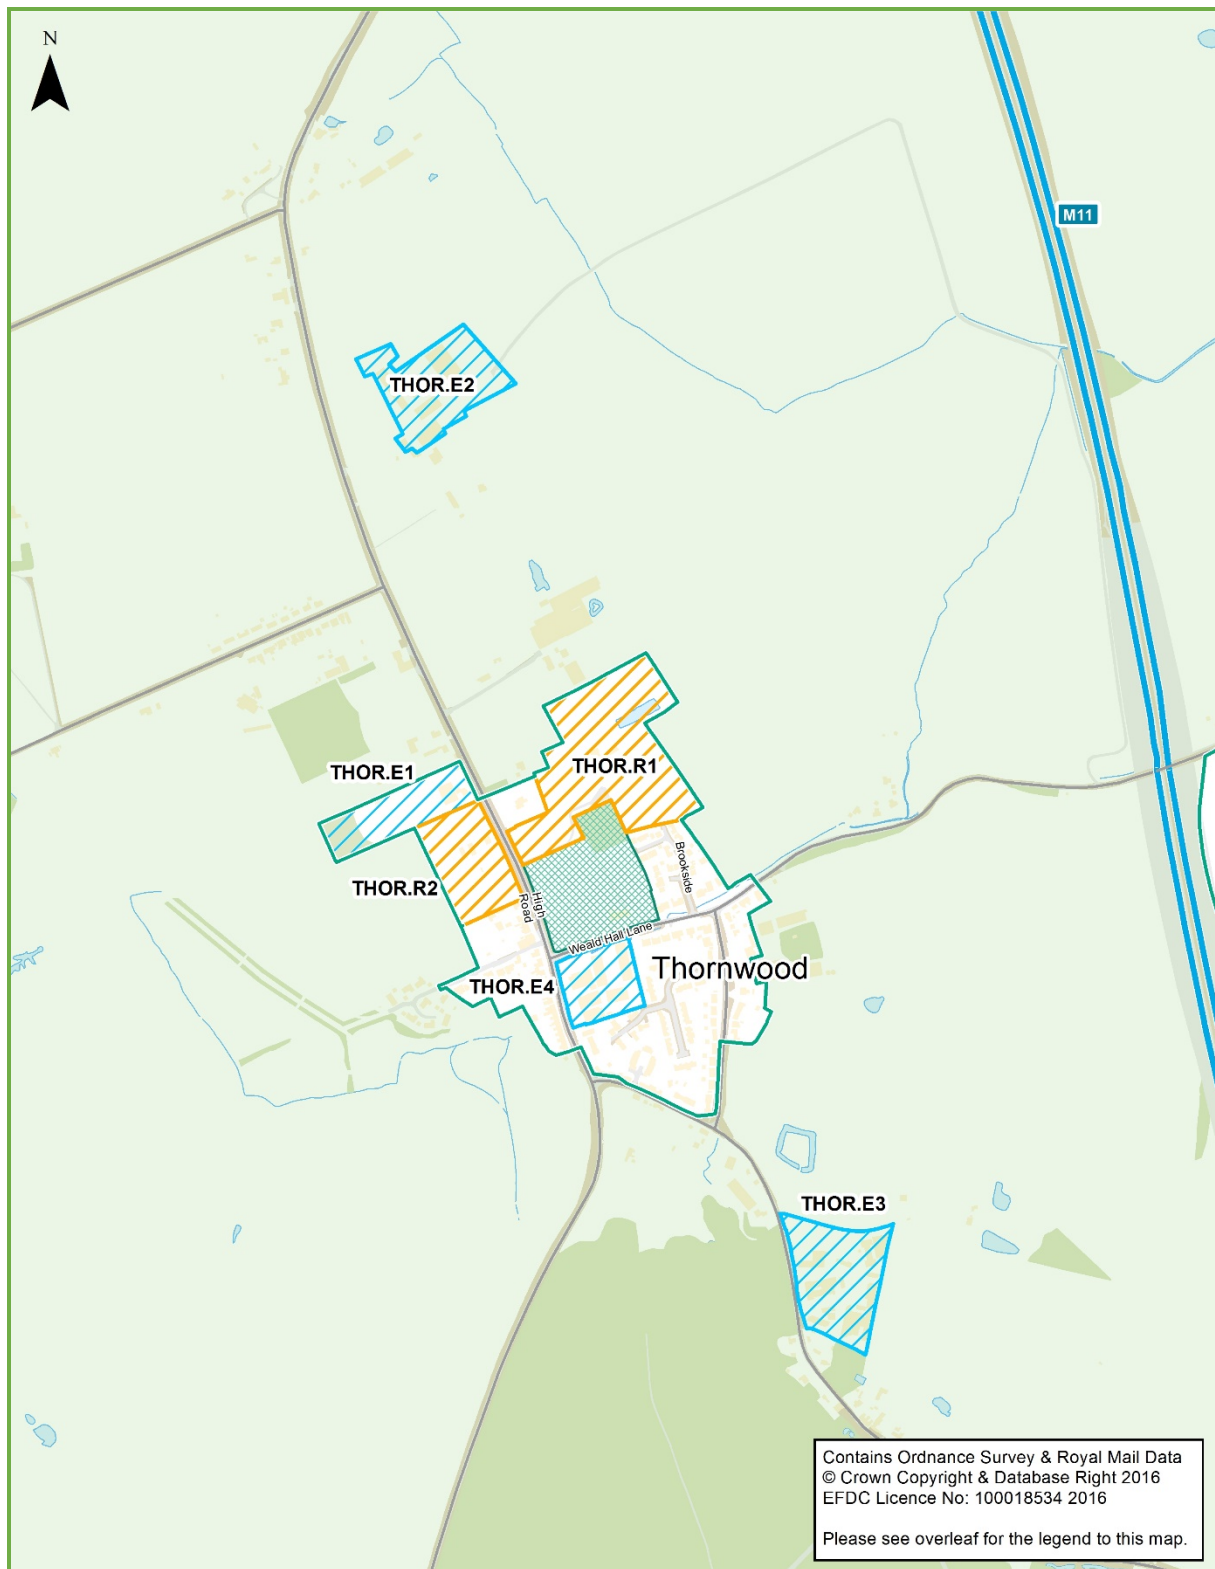 N
M11
THOR.E2
THOR.R1
THOR.E1
THOR.R2
Brookside
High
Road
Weald Hall Lane
Thornwood
THOR.E4
THOR.E3
Contains Ordnance Survey & Royal Mail Data
© Crown Copyright & Database Right 2016
EFDC Licence No: 100018534 2016
Please see overleaf for the legend to this map.